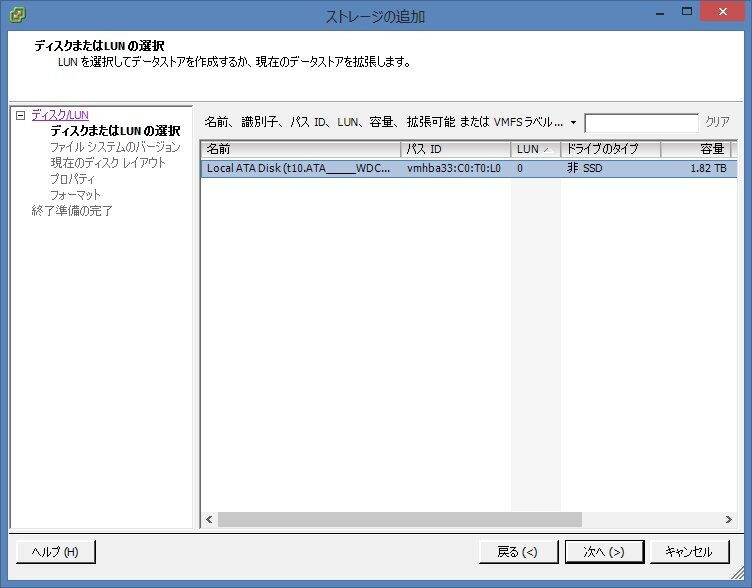 ストレージの追加
ディスクまたはLUN の選択
LUN を選択してデータストアを作成するか、現在のデータストアを拡張します。
ディスク/LUN
ディスクまたはLUN の選択
ファイル システムのバージョン
現在のディスク レイアウト
プロパティ
フォーマット
終了準備の完了
名前、識別子、パス ID、LUN、容量、拡張可能 または VMFS ラベル... クリア
名前 パス ID LUN ドライブのタイプ 容量
Local ATA Disk (t10.ATA_____WDC... vmhba33:C0:T0:L0 0 非 SSD 1.82 TB
ヘルプ (H) 戻る (<) 次へ (>) キャンセル